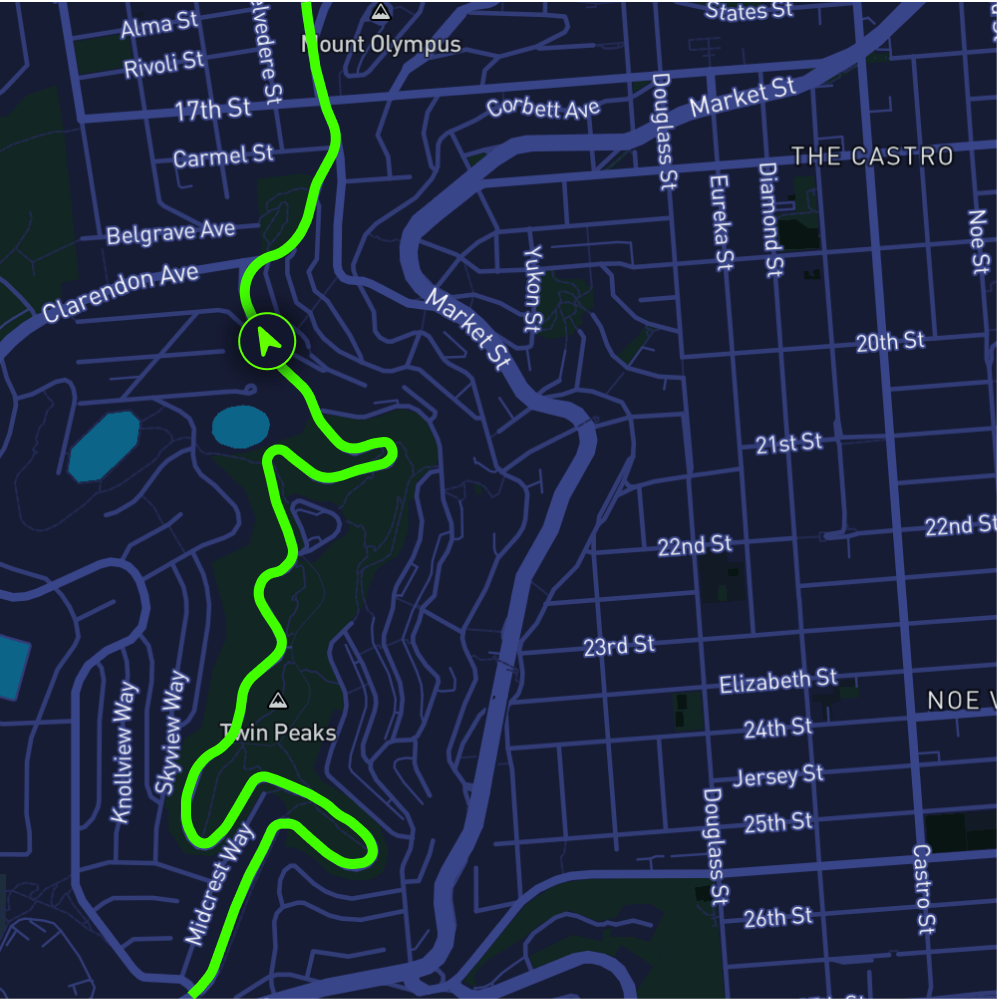 States St
Alma St
Mount Olympus
Rivoli St
Market St
17th St
Corbett Ave
Douglass St
Carmel St
THE CASTRO
Diamond St
Eureka St
Belgrave Ave
Noe St
Clarendon Ave
Yukon St
Market St
20th St
21st St
22nd St
22nd St
23rd St
Elizabeth St
NOE
24th St
Twin Peaks
Knollview Way
Skyview Way
Jersey St
25th St
Douglass St
Midcrest Way
Castro St
26th St